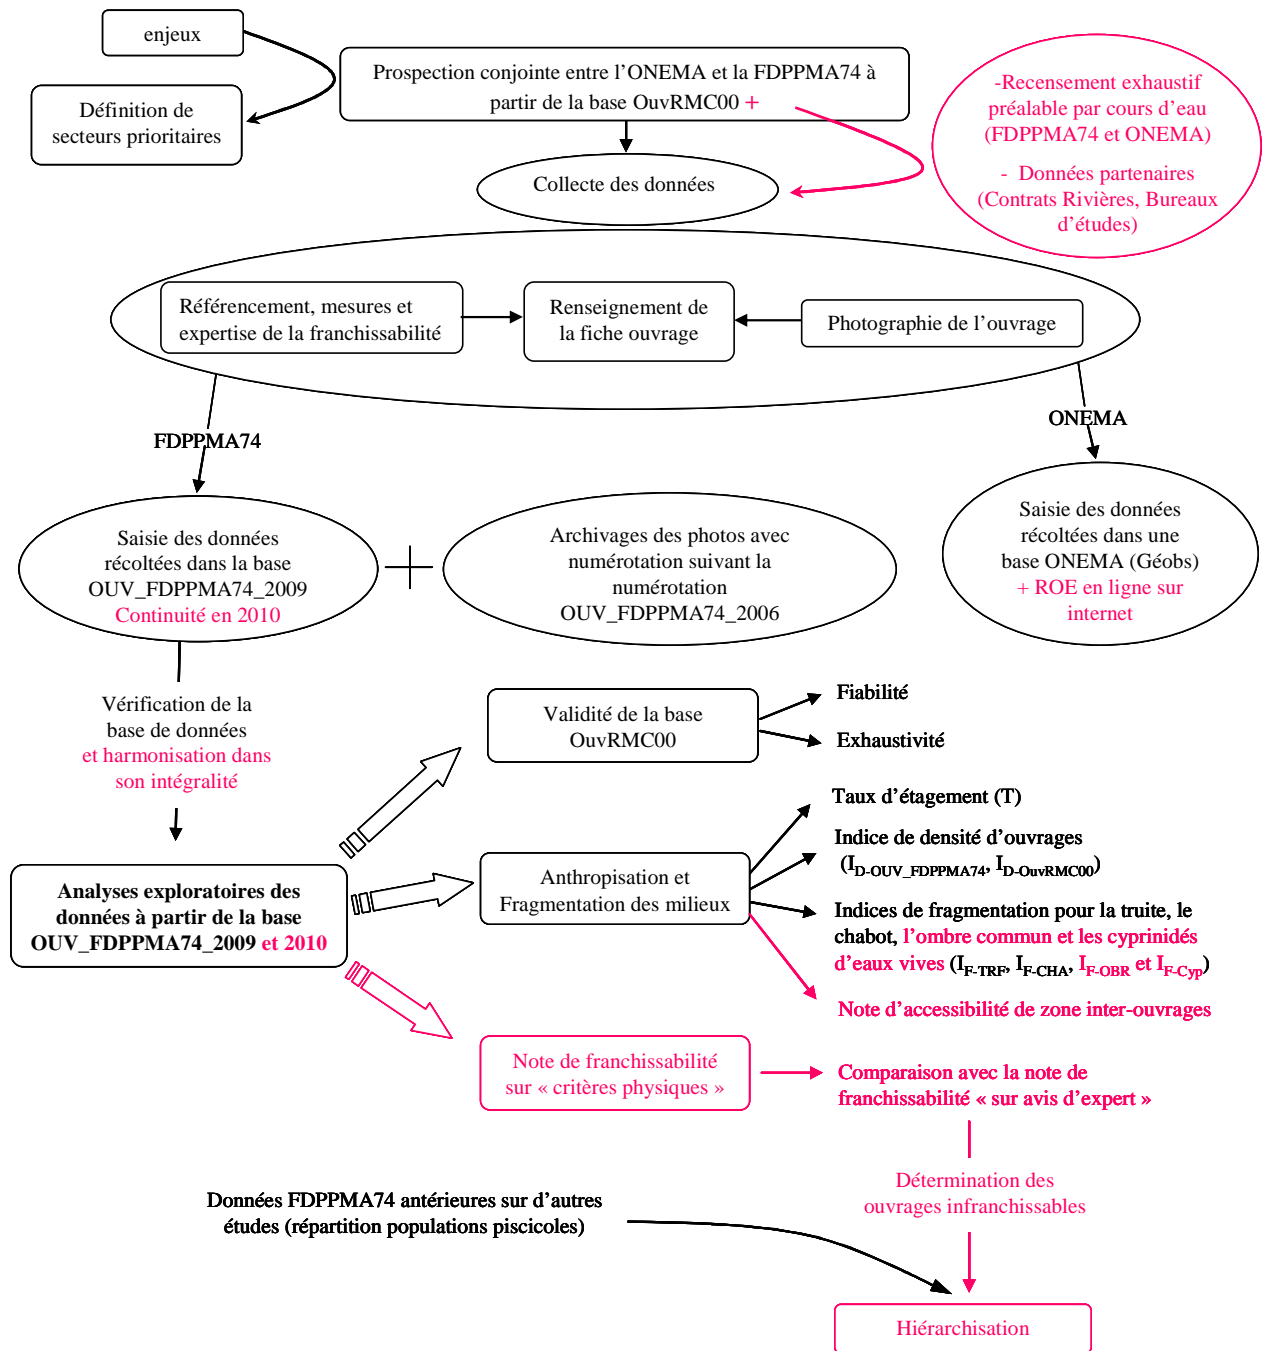 enjeux
Définition de
secteurs prioritaires
Prospection conjointe entre l'ONEMA et la FDPPMA74 à
partir de la base OuvRMC00 +
-Recensement exhaustif
préalable par cours d'eau
(FDPPMA74 et ONEMA)
- Données partenaires
(Contrats Rivières, Bureaux
d'études)
Collecte des données
Référencement, mesures et
expertise de la franchissabilité
Renseignement de
la fiche ouvrage
Photographie de l'ouvrage
FDPPMA74
ONEMA
Saisie des données
récoltées dans la base
OUV_FDPPMA74_2009
Continuité en 2010
Archivages des photos avec
numérotation suivant la
numérotation
OUV_FDPPMA74_2006
Saisie des données
récoltées dans une
base ONEMA (Géobs)
+ ROE en ligne sur
internet
Vérification de la
base de données
et harmonisation dans
son intégralité
Validité de la base
OuvRMC00
Fiabilité
Exhaustivité
Analyses exploratoires des
données à partir de la base
OUV_FDPPMA74_2009 et 2010
Anthropisation et
Fragmentation des milieux
Taux d'étagement (T)
Indice de densité d'ouvrages
(ID-OUV_FDPPMA74, ID-OuvRMC00)
Indices de fragmentation pour la truite, le
chabot, l'ombre commun et les cyprinidés
d'eaux vives (IF-TRF, IF-CHA, IF-OBR et IF-Cyp)
Note d'accessibilité de zone inter-ouvrages
Note de franchissabilité
sur « critères physiques »
Comparaison avec la note de
franchissabilité « sur avis d'expert »
Détermination des
ouvrages infranchissables
Données FDPPMA74 antérieures sur d'autres
études (répartition populations piscicoles)
Hiérarchisation